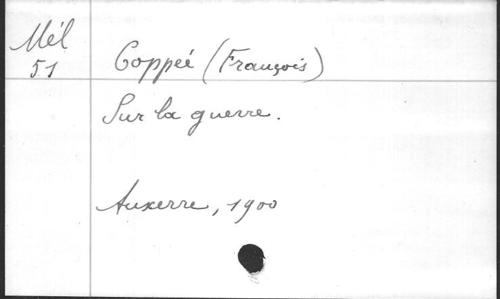 Mél
51
Coppée (François)
Sur la guerre.
Auxerre, 1900